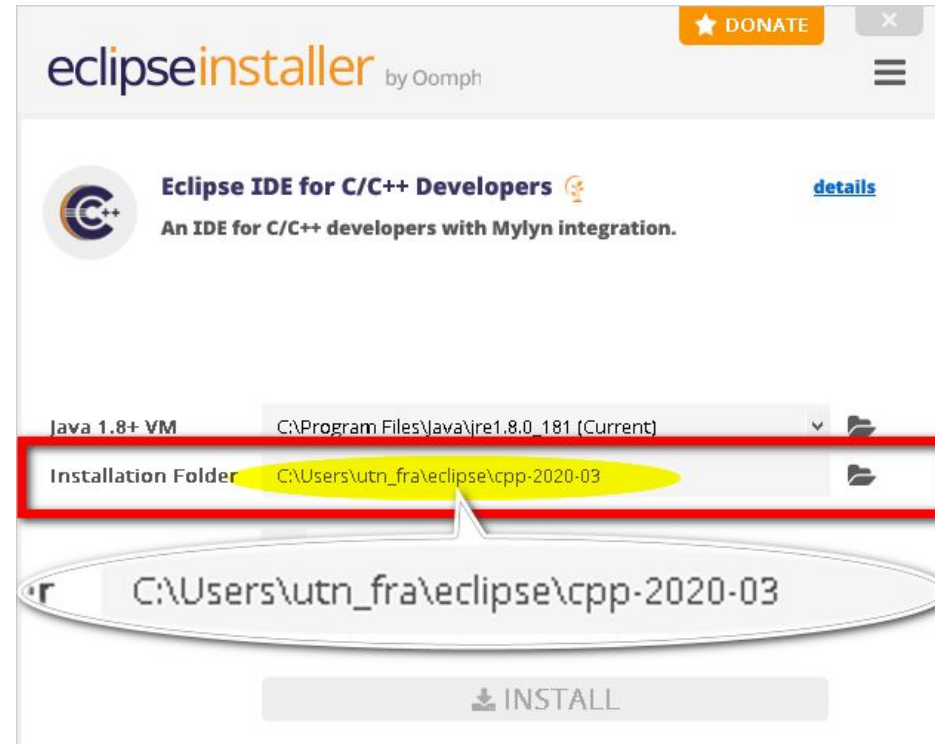 DONATE
eclipseinstaller by Oomph
C++
Eclipse IDE for C/C++ Developers
details
An IDE for C/C++ developers with Mylyn integration.
Java 1.8+ VM C:\Program Files\Java\jre1.8.0_181 (Current)
Installation Folder C:\Users\utn_fra\eclipse\cpp-2020-03
r C:\Users\utn_fra\eclipse\cpp-2020-03
INSTALL